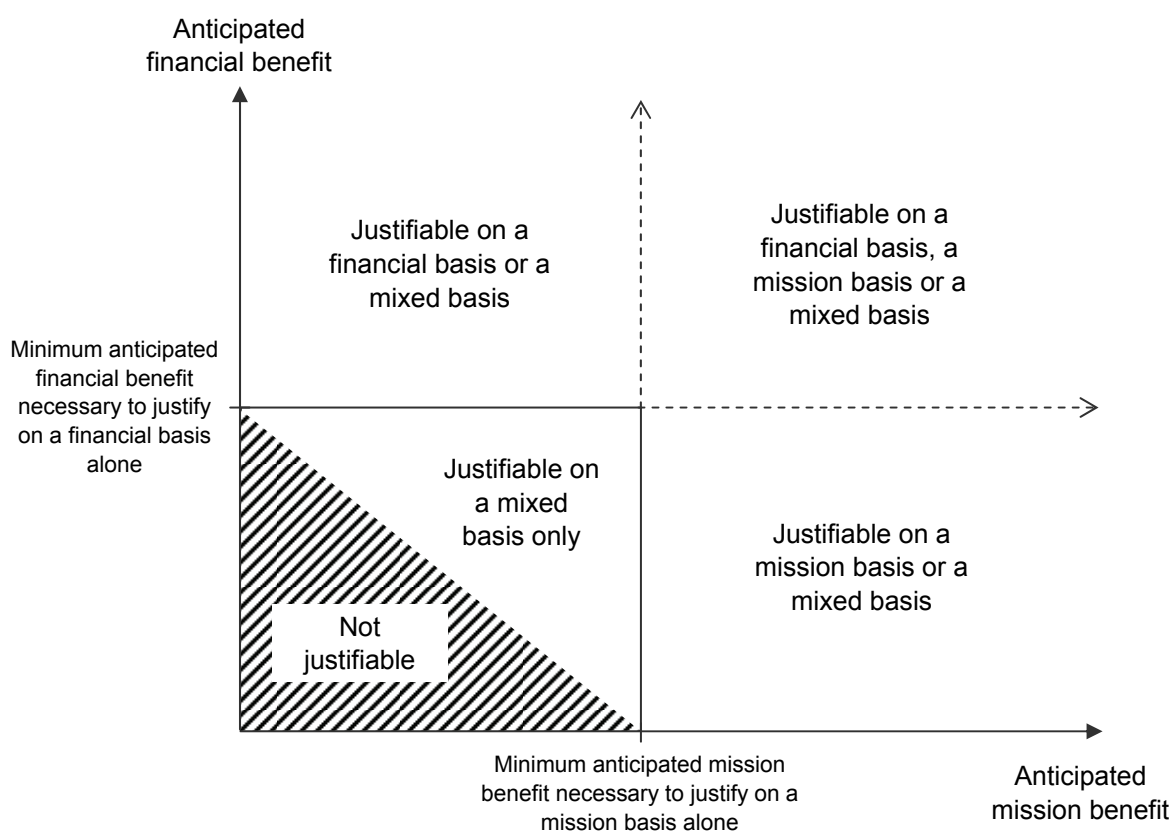 Anticipated
financial benefit
Justifiable on a
financial basis or a
mixed basis
Justifiable on a
financial basis, a
mission basis or a
mixed basis
Minimum anticipated
financial benefit
necessary to justify
on a financial basis
alone
Justifiable on
a mixed
basis only
Justifiable on a
mission basis or a
mixed basis
Not
justifiable
Minimum anticipated mission
benefit necessary to justify on a
mission basis alone
Anticipated
mission benefit